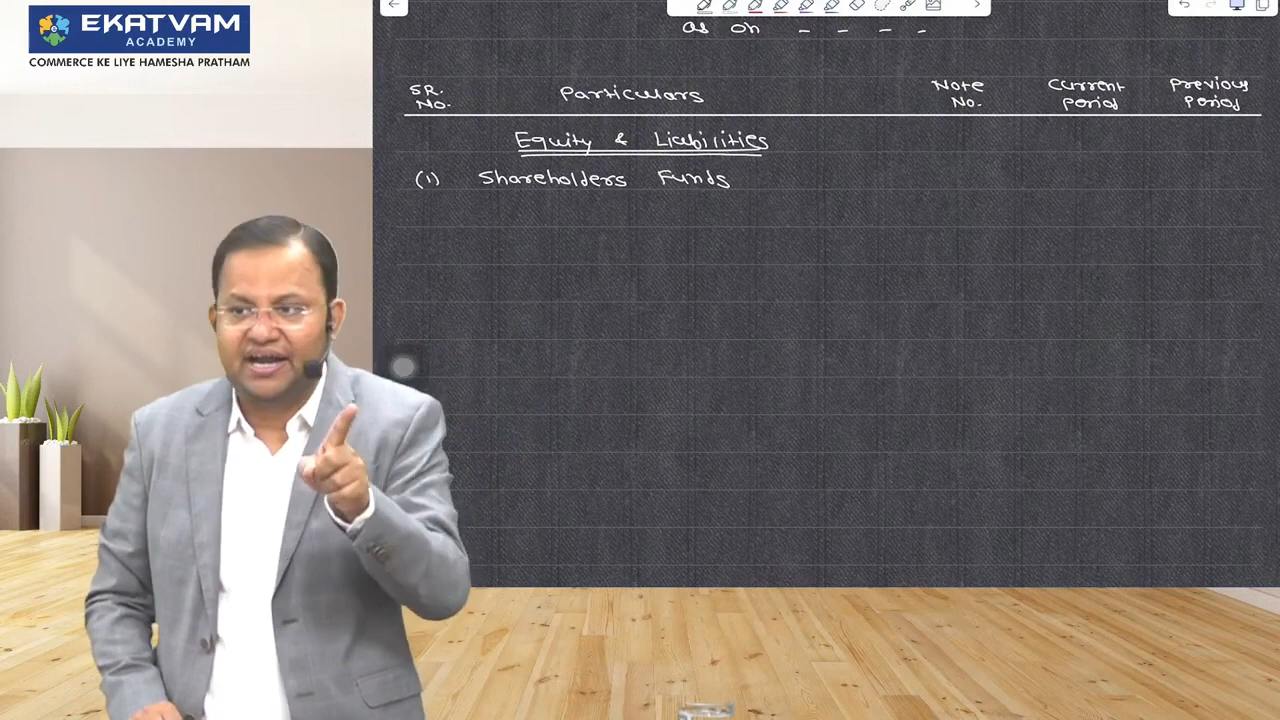 EKATVAM
ACADEMY
COMMERCE KE LIYE HAMESHA PRATHAM
as on - - - -
SR. No. Particulars Note No. Current Period Previous Period
Equity & Liabilities
(1) Shareholders Funds